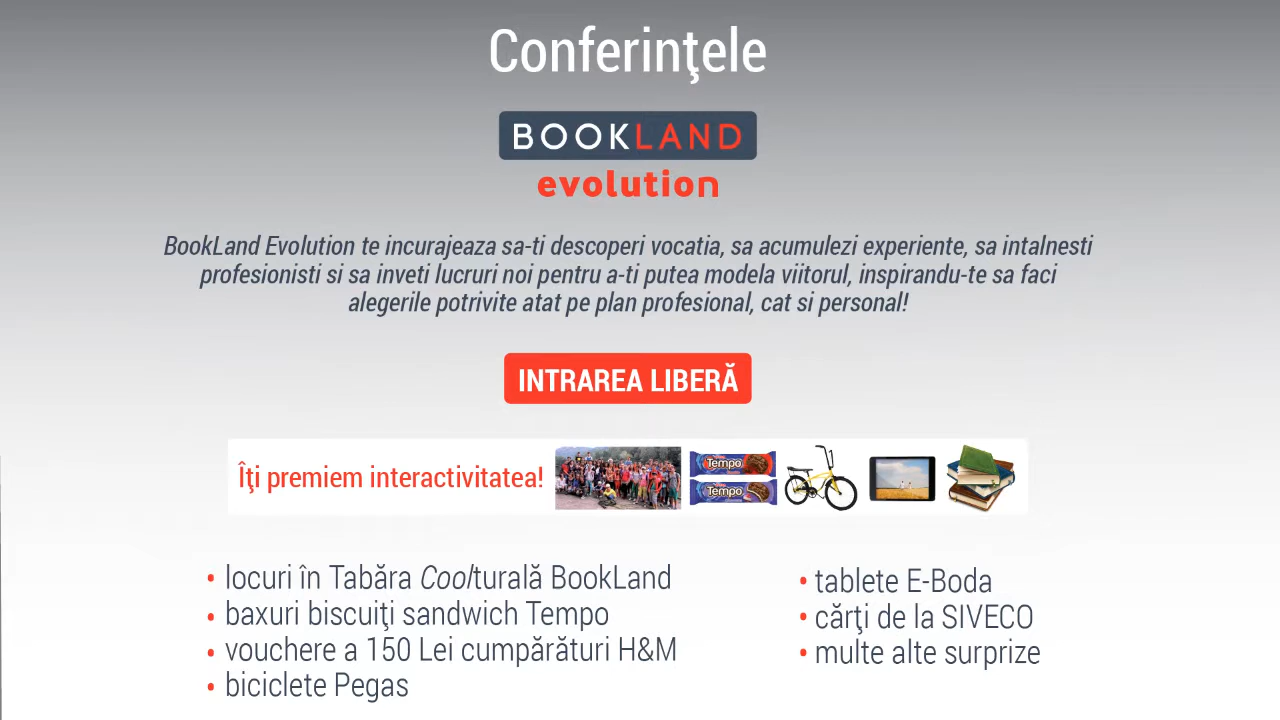 Conferinţele
BOOKLAND
evolution
BookLand Evolution te incurajeaza sa-ti descoperi vocatia, sa acumulezi experiente, sa intalnesti
profesionisti si sa inveti lucruri noi pentru a-ti putea modela viitorul, inspirandu-te sa faci
alegerile potrivite atat pe plan profesional, cat si personal!
INTRAREA LIBERĂ
Îţi premiem interactivitatea!
Tempo
Tempo
• locuri în Tabăra Coolturală BookLand
• baxuri biscuiţi sandwich Tempo
• vouchere a 150 Lei cumpărături H&M
• biciclete Pegas
• tablete E-Boda
• cărţi de la SIVECO
• multe alte surprize